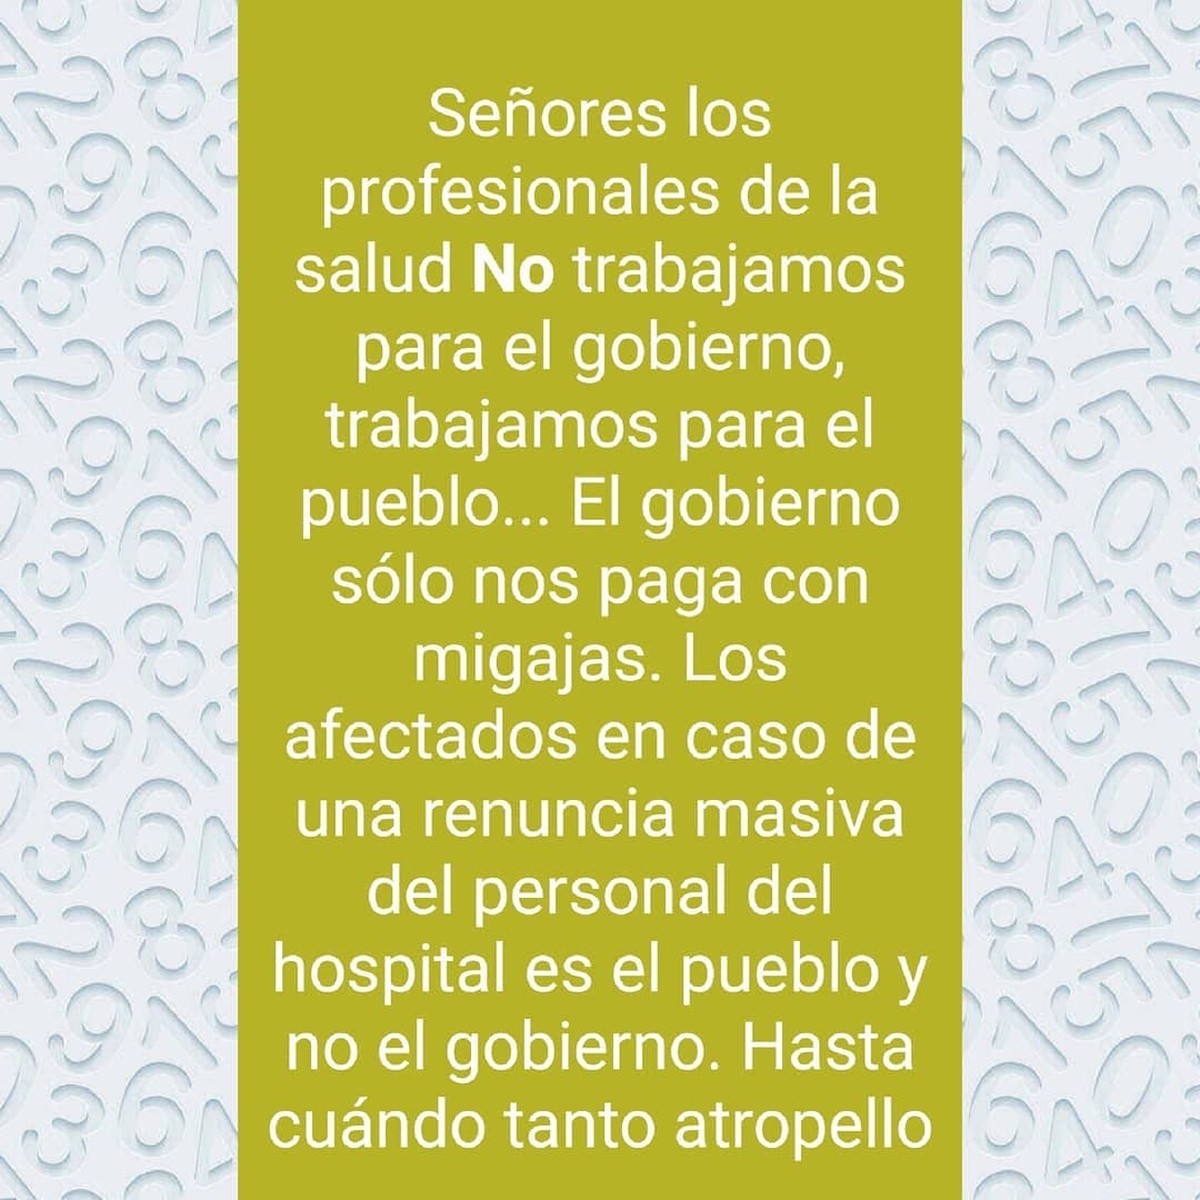 Señores los
profesionales de la
salud No trabajamos
para el gobierno,
trabajamos para el
pueblo... El gobierno
sólo nos paga con
migajas. Los
afectados en caso de
una renuncia masiva
del personal del
hospital es el pueblo y
no el gobierno. Hasta
cuándo tanto atropello